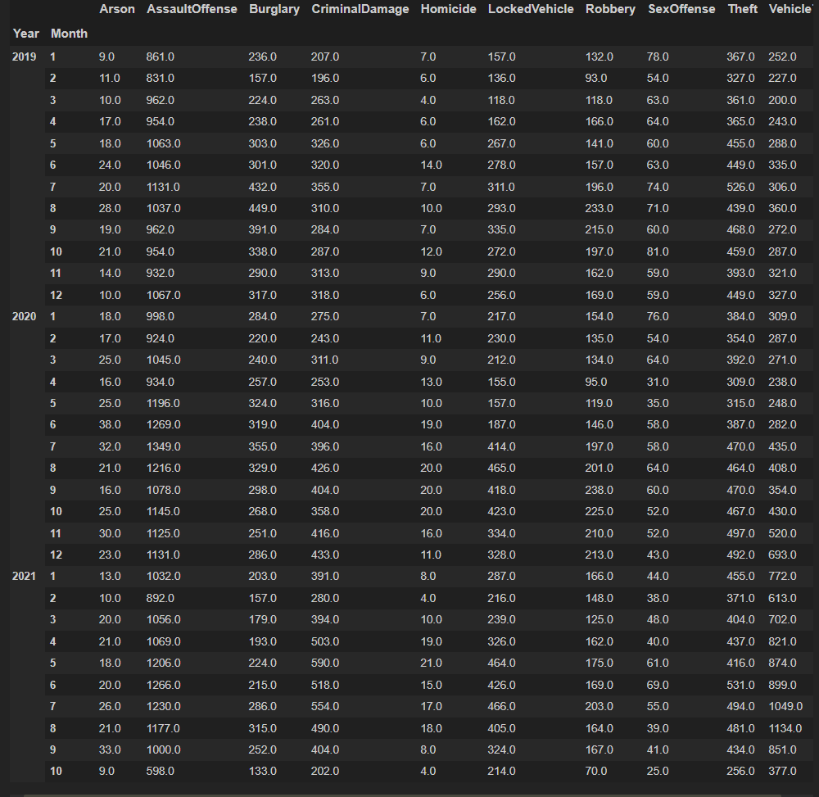 Arson AssaultOffense Burglary CriminalDamage Homicide LockedVehicle Robbery SexOffense Theft Vehicle
Year Month
2019 1 9.0 861.0 236.0 207.0 7.0 157.0 132.0 78.0 367.0 252.0
2 11.0 831.0 157.0 196.0 6.0 136.0 93.0 54.0 327.0 227.0
3 10.0 962.0 224.0 263.0 4.0 118.0 118.0 63.0 361.0 200.0
4 17.0 954.0 238.0 261.0 6.0 162.0 166.0 64.0 365.0 243.0
5 18.0 1063.0 303.0 326.0 6.0 267.0 141.0 60.0 455.0 288.0
6 24.0 1046.0 301.0 320.0 14.0 278.0 157.0 63.0 449.0 335.0
7 20.0 1131.0 432.0 355.0 7.0 311.0 196.0 74.0 526.0 306.0
8 28.0 1037.0 449.0 310.0 10.0 293.0 233.0 71.0 439.0 360.0
9 19.0 962.0 391.0 284.0 7.0 335.0 215.0 60.0 468.0 272.0
10 21.0 954.0 338.0 287.0 12.0 272.0 197.0 81.0 459.0 287.0
11 14.0 932.0 290.0 313.0 9.0 290.0 162.0 59.0 393.0 321.0
12 10.0 1067.0 317.0 318.0 6.0 256.0 169.0 59.0 449.0 327.0
2020 1 18.0 998.0 284.0 275.0 7.0 217.0 154.0 76.0 384.0 309.0
2 17.0 924.0 220.0 243.0 11.0 230.0 135.0 54.0 354.0 287.0
3 25.0 1045.0 240.0 311.0 9.0 212.0 134.0 64.0 392.0 271.0
4 16.0 934.0 257.0 253.0 13.0 155.0 95.0 31.0 309.0 238.0
5 25.0 1196.0 324.0 316.0 10.0 157.0 119.0 35.0 315.0 248.0
6 38.0 1269.0 319.0 404.0 19.0 187.0 146.0 58.0 387.0 282.0
7 32.0 1349.0 355.0 396.0 16.0 414.0 197.0 58.0 470.0 435.0
8 21.0 1216.0 329.0 426.0 20.0 465.0 201.0 64.0 464.0 408.0
9 16.0 1078.0 298.0 404.0 20.0 418.0 238.0 60.0 470.0 354.0
10 25.0 1145.0 268.0 358.0 20.0 423.0 225.0 52.0 467.0 430.0
11 30.0 1125.0 251.0 416.0 16.0 334.0 210.0 52.0 497.0 520.0
12 23.0 1131.0 286.0 433.0 11.0 328.0 213.0 43.0 492.0 693.0
2021 1 13.0 1032.0 203.0 391.0 8.0 287.0 166.0 44.0 455.0 772.0
2 10.0 892.0 157.0 280.0 4.0 216.0 148.0 38.0 371.0 613.0
3 20.0 1056.0 179.0 394.0 10.0 239.0 125.0 48.0 404.0 702.0
4 21.0 1069.0 193.0 503.0 19.0 326.0 162.0 40.0 437.0 821.0
5 18.0 1206.0 224.0 590.0 21.0 464.0 175.0 61.0 416.0 874.0
6 20.0 1266.0 215.0 518.0 15.0 426.0 169.0 69.0 531.0 899.0
7 26.0 1230.0 286.0 554.0 17.0 466.0 203.0 55.0 494.0 1049.0
8 21.0 1177.0 315.0 490.0 18.0 405.0 164.0 39.0 481.0 1134.0
9 33.0 1000.0 252.0 404.0 8.0 324.0 167.0 41.0 434.0 851.0
10 9.0 598.0 133.0 202.0 4.0 214.0 70.0 25.0 256.0 377.0